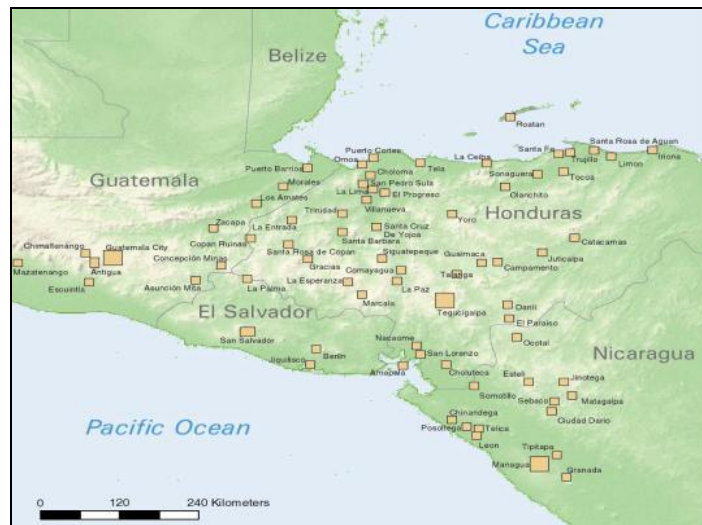 Caribbean
Sea
Belize
Roatan
Puerto Cortes
Omoa
Choloma
Tela
La Ceiba
Santa Fe
Santa Rosa de Aguan
Trujillo
Limon
Iriona
Puerto Barrios
San Pedro Sula
La Lima
El Progreso
Sonaguera
Tocoa
Guatemala
Morales
Olanchito
Los Amates
Villanueva
Trinidad
Honduras
Zacapa
La Entrada
Santa Cruz
De Yojoa
Yoro
Copan Ruinas
Santa Barbara
Catacamas
Chimaltenango
Guatemala City
Santa Rosa de Copan
Siguatepeque
Guaimaca
Juticalpa
Concepción Minas
Gracias
Campamento
Mazatenango
Antigua
Comayagua
Talanga
Escuintla
Asunción Mita
La Palma
La Esperanza
La Paz
Marcala
Tegucigalpa
Danli
El Salvador
El Paraiso
San Salvador
Nacaome
Ocotal
Berlin
San Lorenzo
Nicaragua
Jiquilisco
Amapala
Choluteca
Esteli
Jinotega
Somotillo
Sebaco
Matagalpa
Chinandega
Ciudad Dario
Pacific Ocean
Posoltega
Telica
Leon
Tipitapa
Managua
Granada
0 120 240 Kilometers